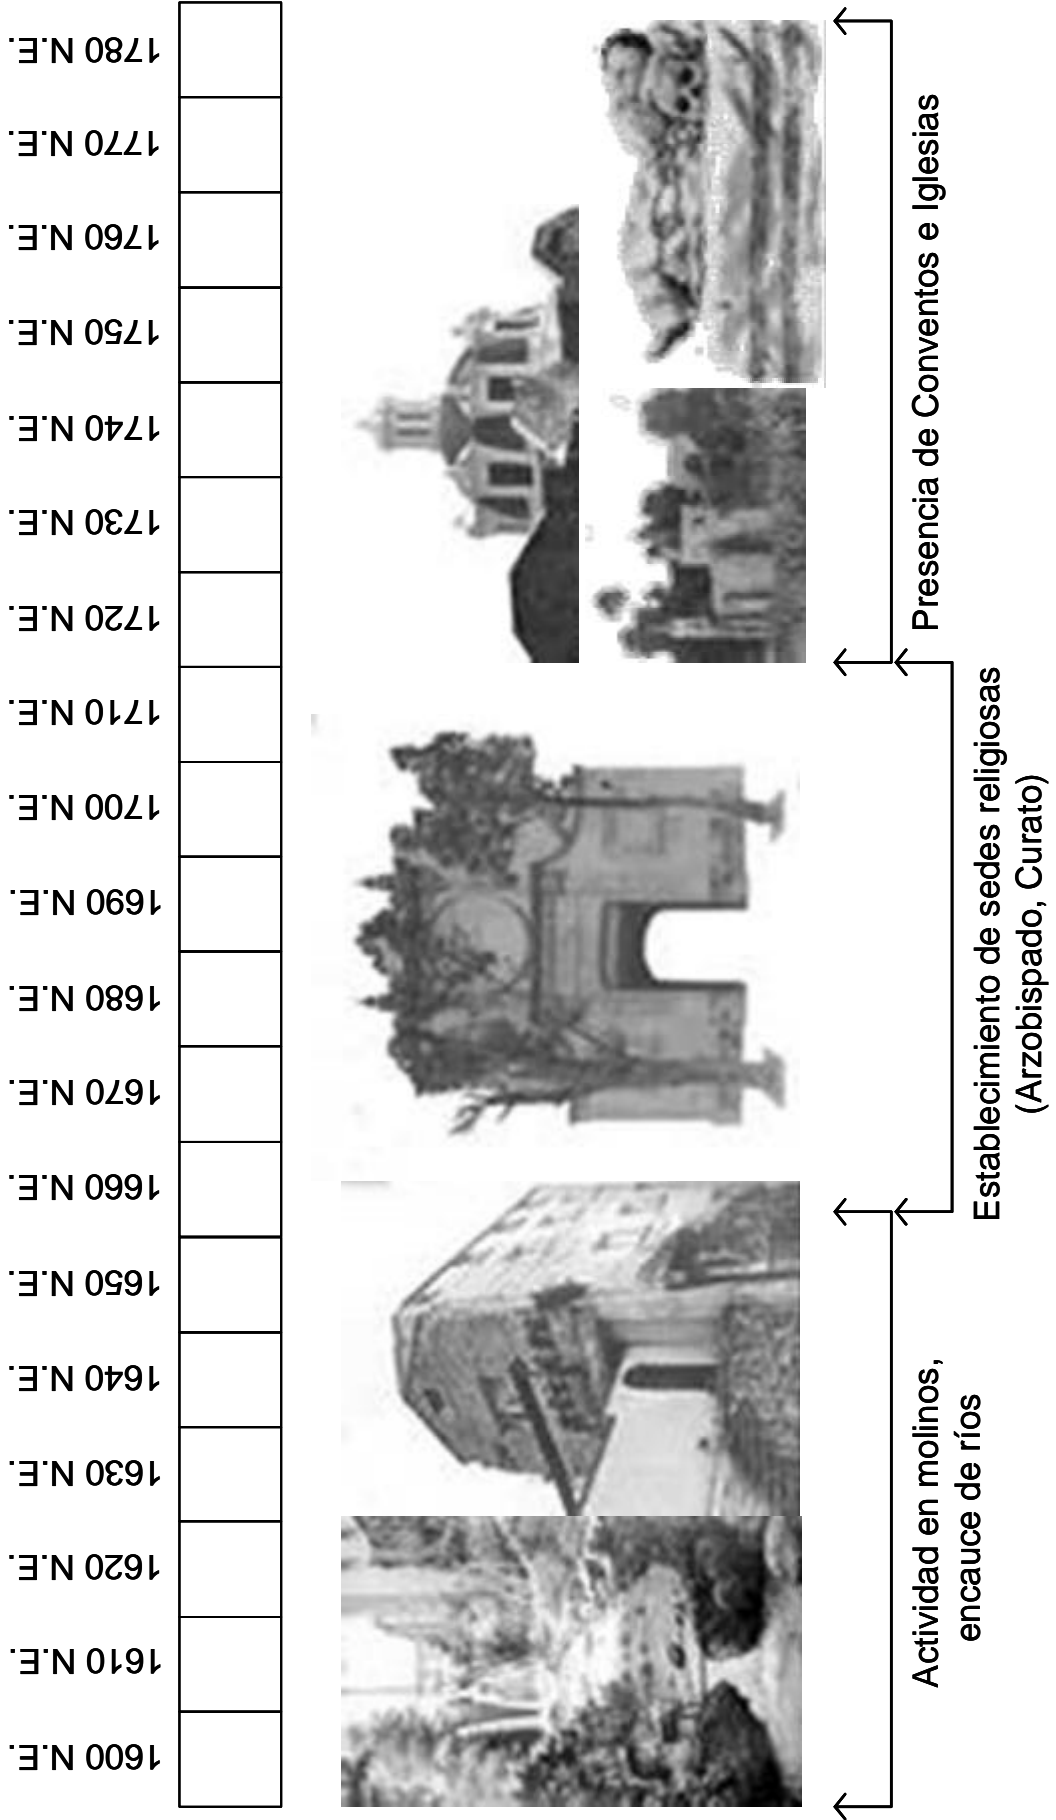 1600 N.E.
1610 N.E.
1620 N.E.
1630 N.E.
1640 N.E.
1650 N.E.
1660 N.E.
1670 N.E.
1680 N.E.
1690 N.E.
1700 N.E.
1710 N.E.
1720 N.E.
1730 N.E.
1740 N.E.
1750 N.E.
1760 N.E.
1770 N.E.
1780 N.E.
Actividad en molinos,
encauce de ríos
Establecimiento de sedes religiosas
(Arzobispado, Curato)
Presencia de Conventos e Iglesias